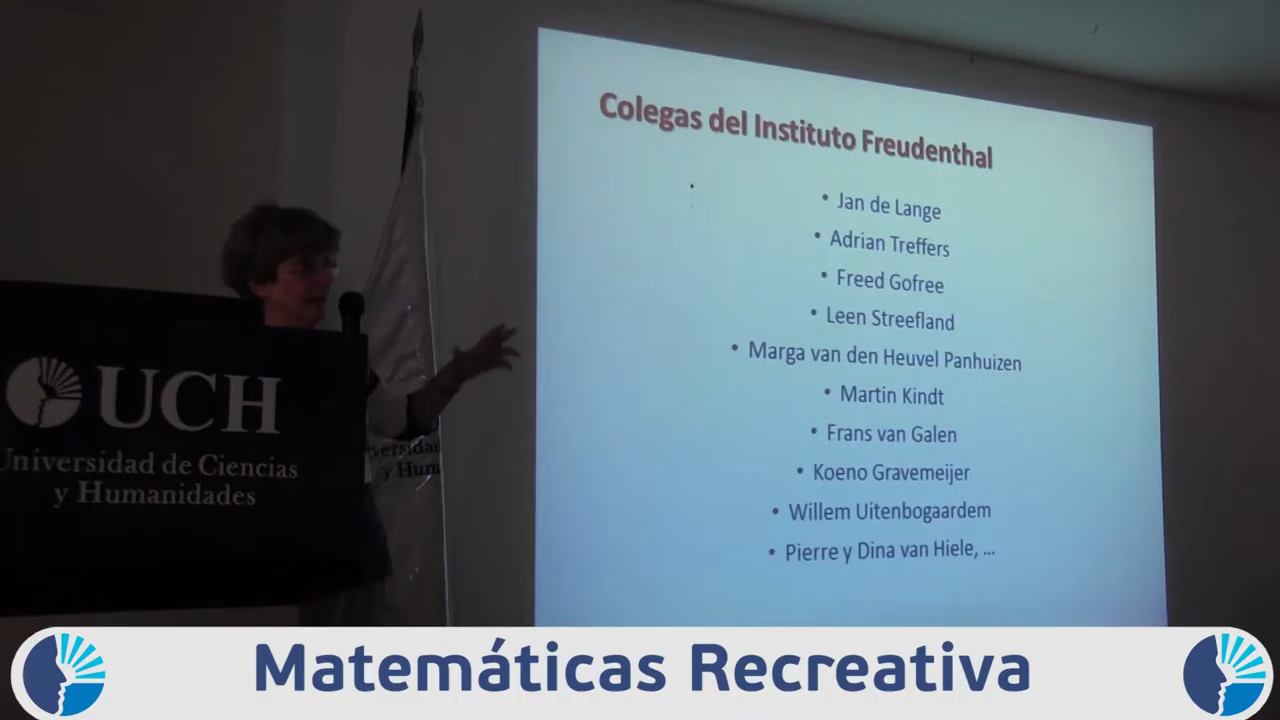 Colegas del Instituto Freudenthal
• Jan de Lange
• Adrian Treffers
• Freed Gofree
• Leen Streefland
• Marga van den Heuvel Panhuizen
• Martin Kindt
• Frans van Galen
• Koeno Gravemeijer
• Willem Uitenbogaardem
• Pierre y Dina van Hiele, ...
UCH
Universidad de Ciencias
y Humanidades
versidad
y Hum
Matemáticas Recreativa